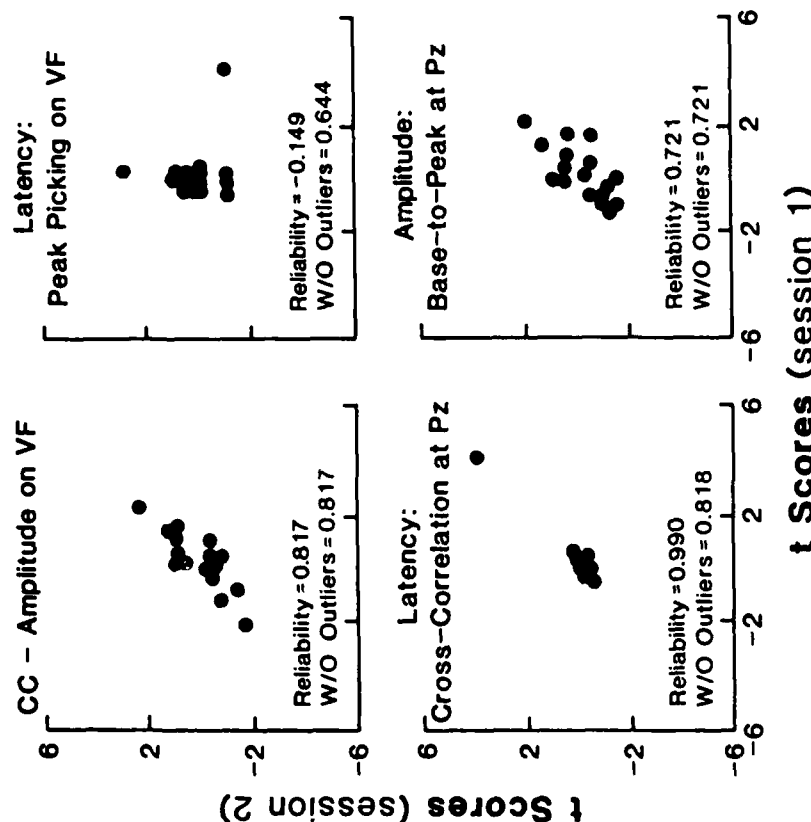 CC - Amplitude on VF
6
2
-2
-6
Reliability = 0.817
W/O Outliers = 0.817
Latency:
Peak Picking on VF
Reliability = -0.149
W/O Outliers = 0.644
t Scores (session 2)
Latency:
Cross-Correlation at Pz
6
2
-2
-6
Reliability = 0.990
W/O Outliers = 0.818
-6 -2 2 6
Amplitude:
Base-to-Peak at Pz
Reliability = 0.721
W/O Outliers = 0.721
-6 -2 2 6
t Scores (session 1)